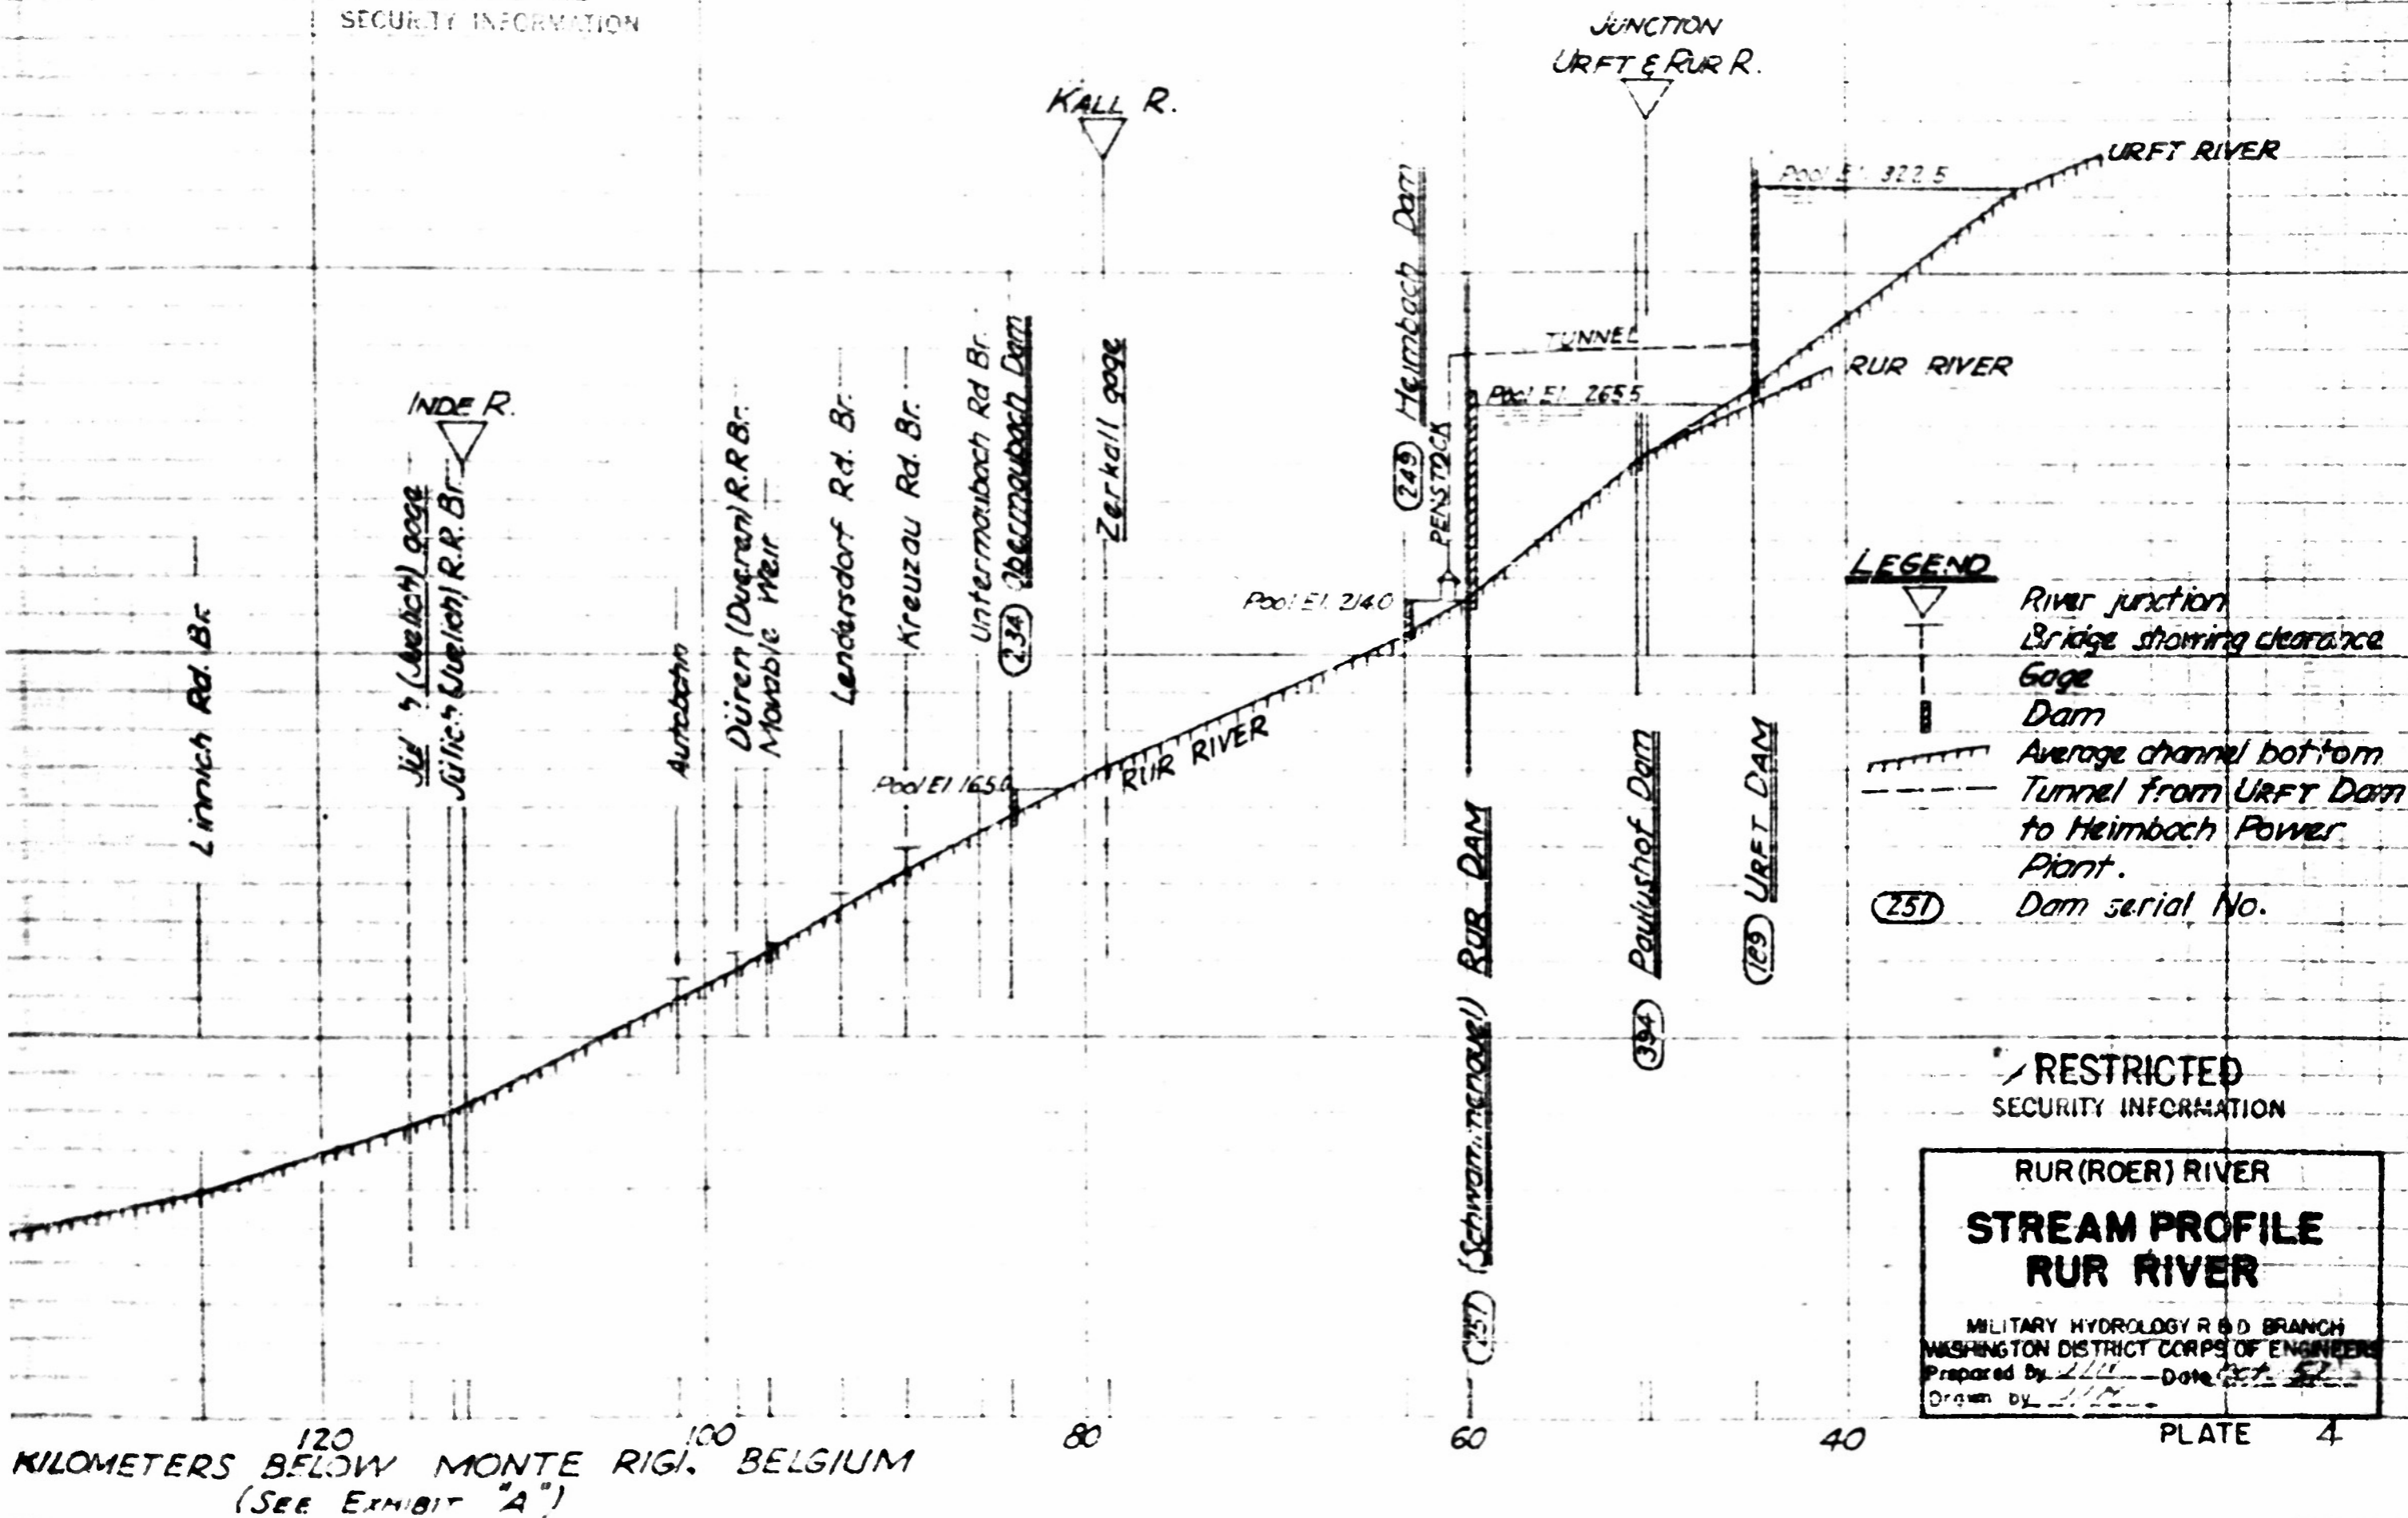 SECURITY INFORMATION
JUNCTION
URFT & RUR R.
KALL R.
URFT RIVER
Pool El. 322.5
Heimbach Dam
249
TUNNEL
PENSTOCK
RUR RIVER
Pool El. 265.5
INDE R.
Linnich Rd. Br.
(Juelich) gage
Jülich (Juelich) R.R. Br.
Autobahn
Düren (Dueren) R.R Br.
Movable Weir
Lendersdorf Rd. Br.
Kreuzau Rd. Br.
Untermaubach Rd Br.
234 Obermaubach Dam
Zerkall gage
Pool El. 214.0
Pool El 165.0
RUR RIVER
257 (Schwammenauel) RUR DAM
394 Paulushof Dam
URFT DAM
LEGEND
River junction
Bridge showing clearance
Gage
Dam
Average channel bottom
Tunnel from URFT Dam
to Heimbach Power
Plant.
251 Dam serial No.
RESTRICTED
SECURITY INFORMATION
RUR (ROER) RIVER
STREAM PROFILE
RUR RIVER
MILITARY HYDROLOGY R & D BRANCH
WASHINGTON DISTRICT CORPS OF ENGINEERS
Prepared By Date Oct. 52
Drawn by
PLATE 4
120 100 80 60 40
KILOMETERS BELOW MONTE RIGI, BELGIUM
(SEE EXHIBIT "A")